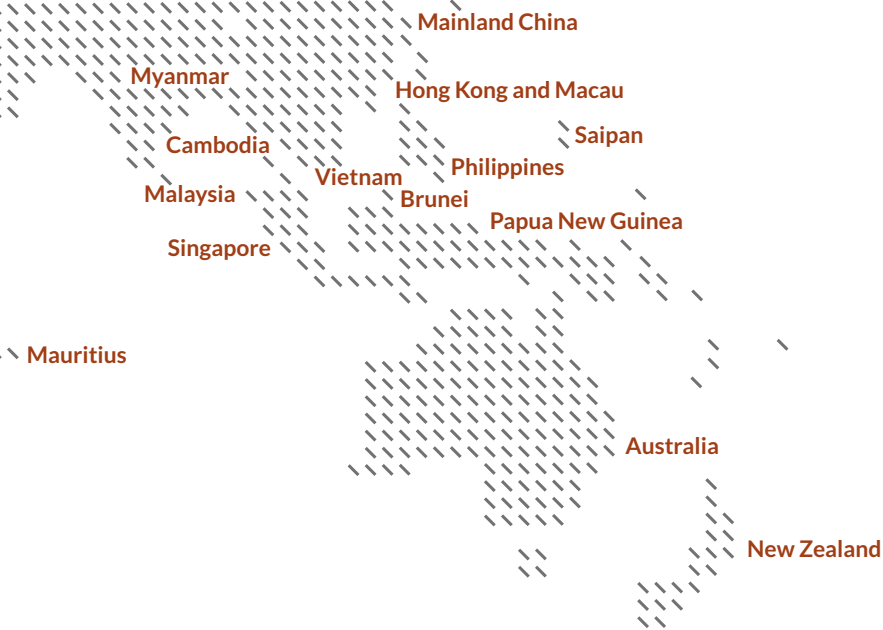 Mainland China
Myanmar
Hong Kong and Macau
Saipan
Cambodia
Philippines
Vietnam
Malaysia
Brunei
Papua New Guinea
Singapore
Mauritius
Australia
New Zealand